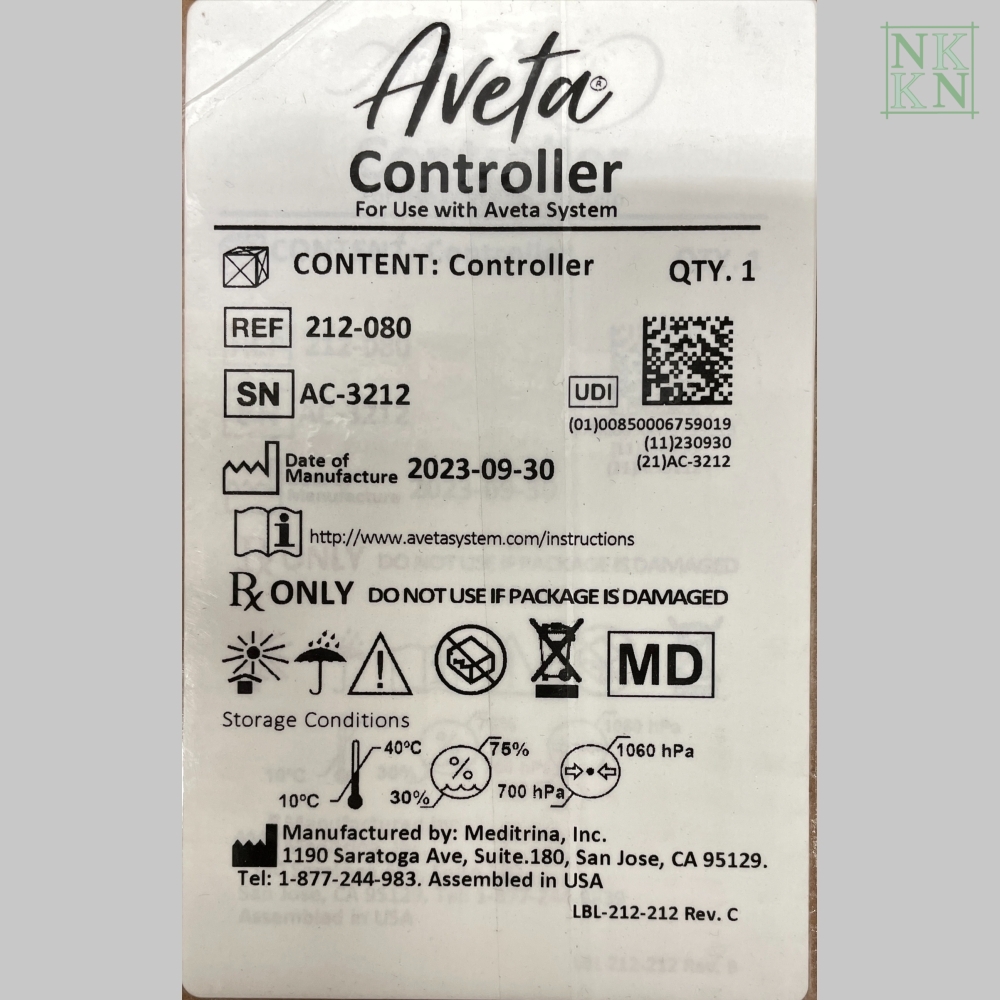 NK
KN
Aveta®
Controller
For Use with Aveta System
CONTENT: Controller QTY. 1
REF 212-080
SN AC-3212
UDI
(01)00850006759019
(11)230930
(21)AC-3212
Date of
Manufacture 2023-09-30
i http://www.avetasystem.com/instructions
Rx ONLY DO NOT USE IF PACKAGE IS DAMAGED
! MD
Storage Conditions
40°C 75% 1060 hPa
%
10°C 30% 700 hPa
Manufactured by: Meditrina, Inc.
1190 Saratoga Ave, Suite.180, San Jose, CA 95129.
Tel: 1-877-244-983. Assembled in USA
LBL-212-212 Rev. C